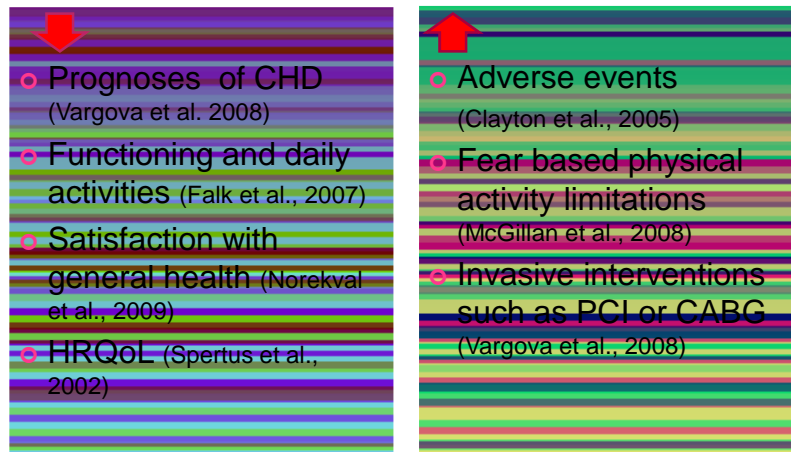 Prognoses of CHD
(Vargova et al. 2008)
Functioning and daily
activities (Falk et al., 2007)
Satisfaction with
general health (Norekval
et al., 2009)
HRQoL (Spertus et al.,
2002)
Adverse events
(Clayton et al., 2005)
Fear based physical
activity limitations
(McGillan et al., 2008)
Invasive interventions
such as PCI or CABG
(Vargova et al., 2008)